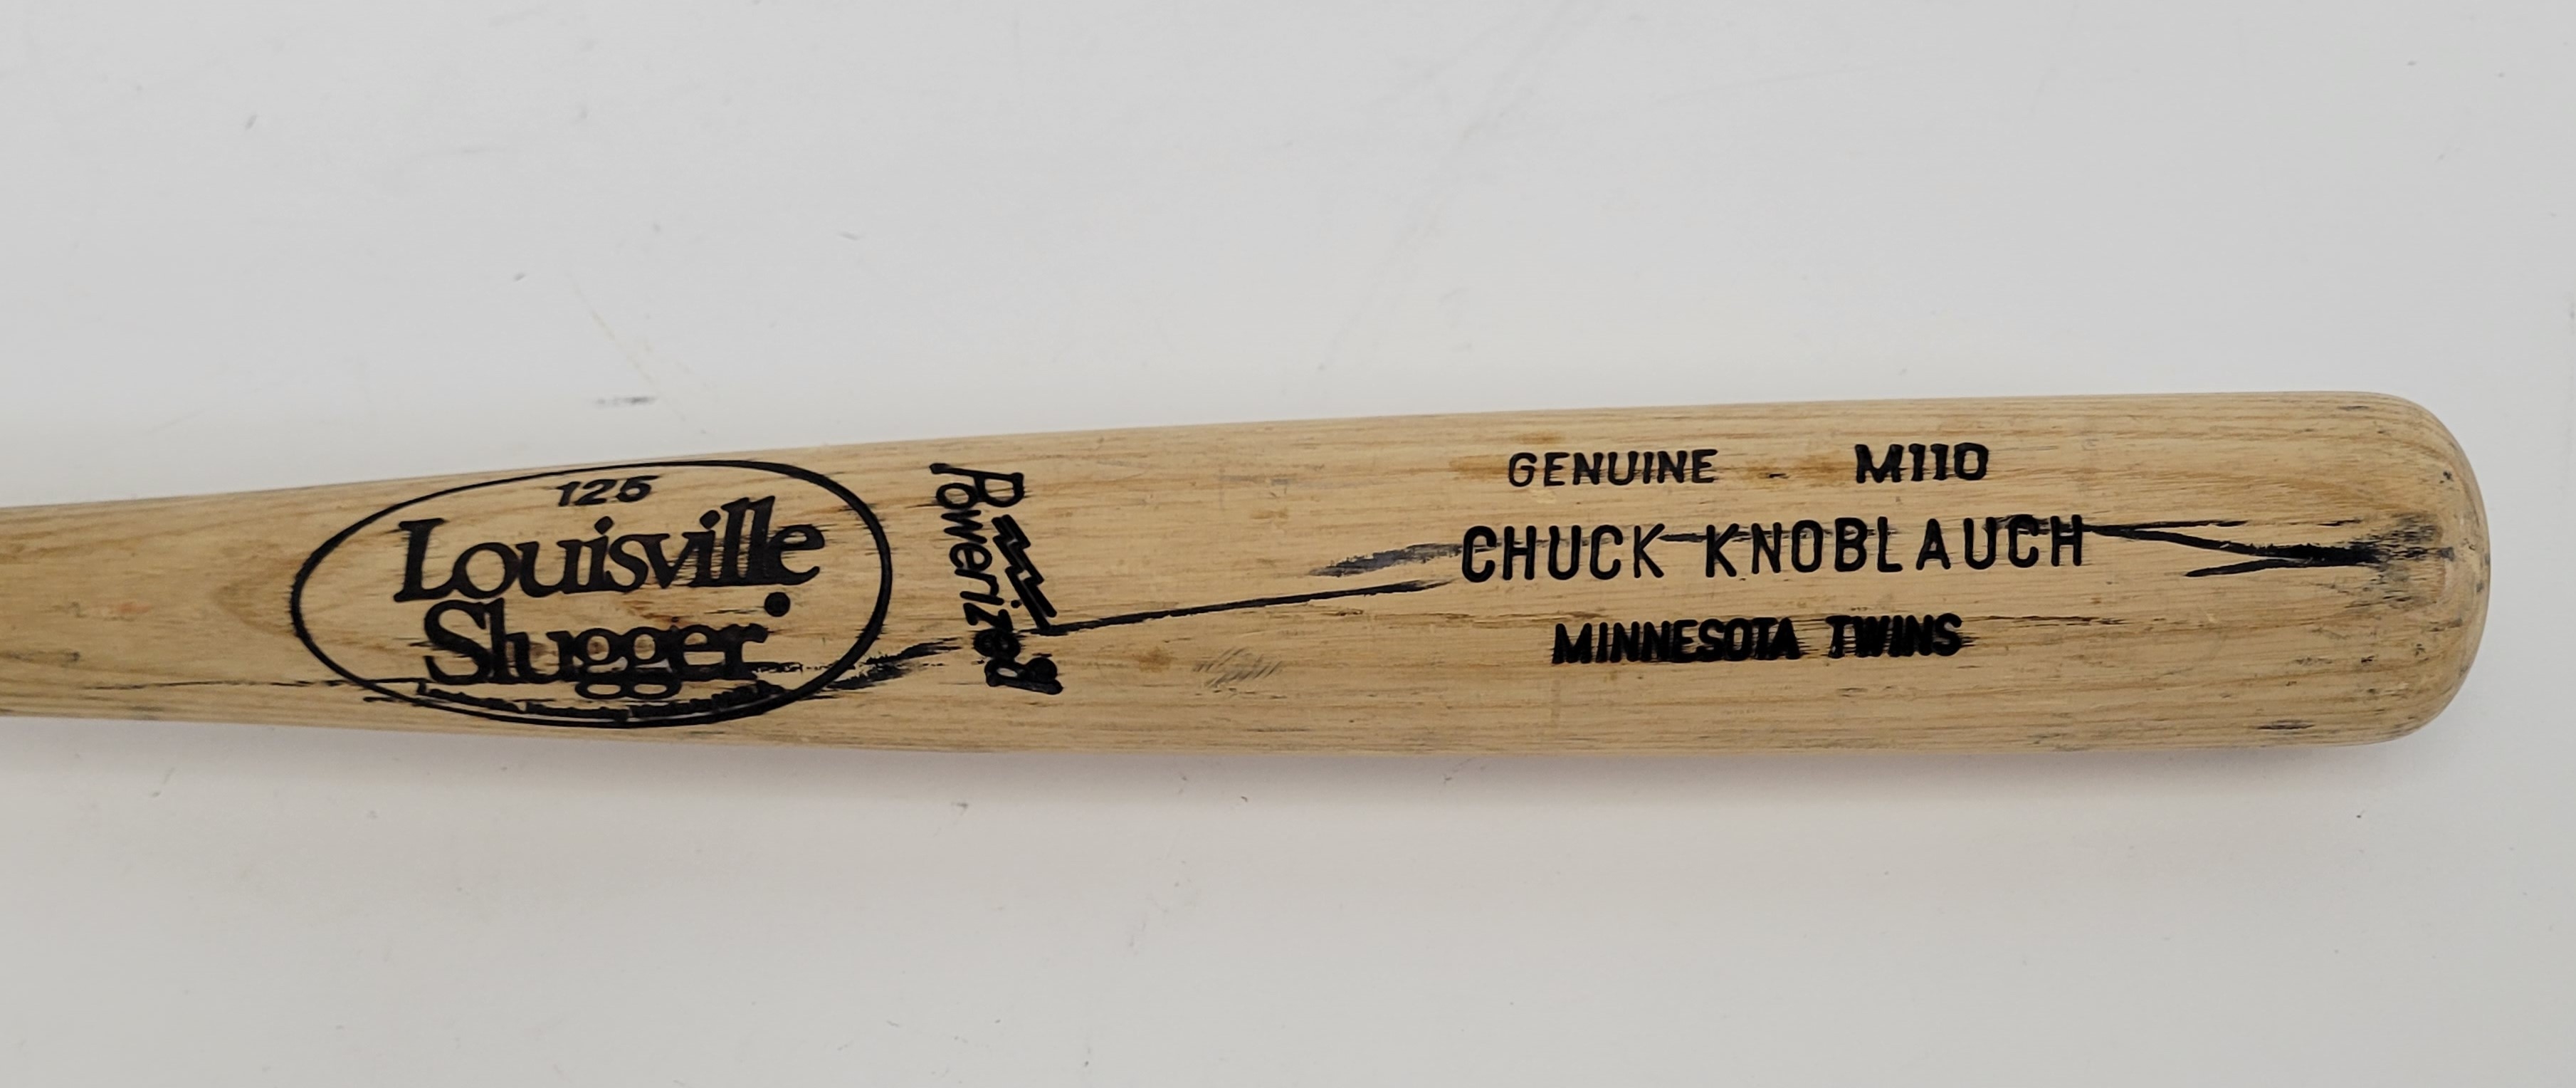 125
Louisville
Slugger
Powerized
GENUINE M110
CHUCK KNOBLAUCH
MINNESOTA TWINS